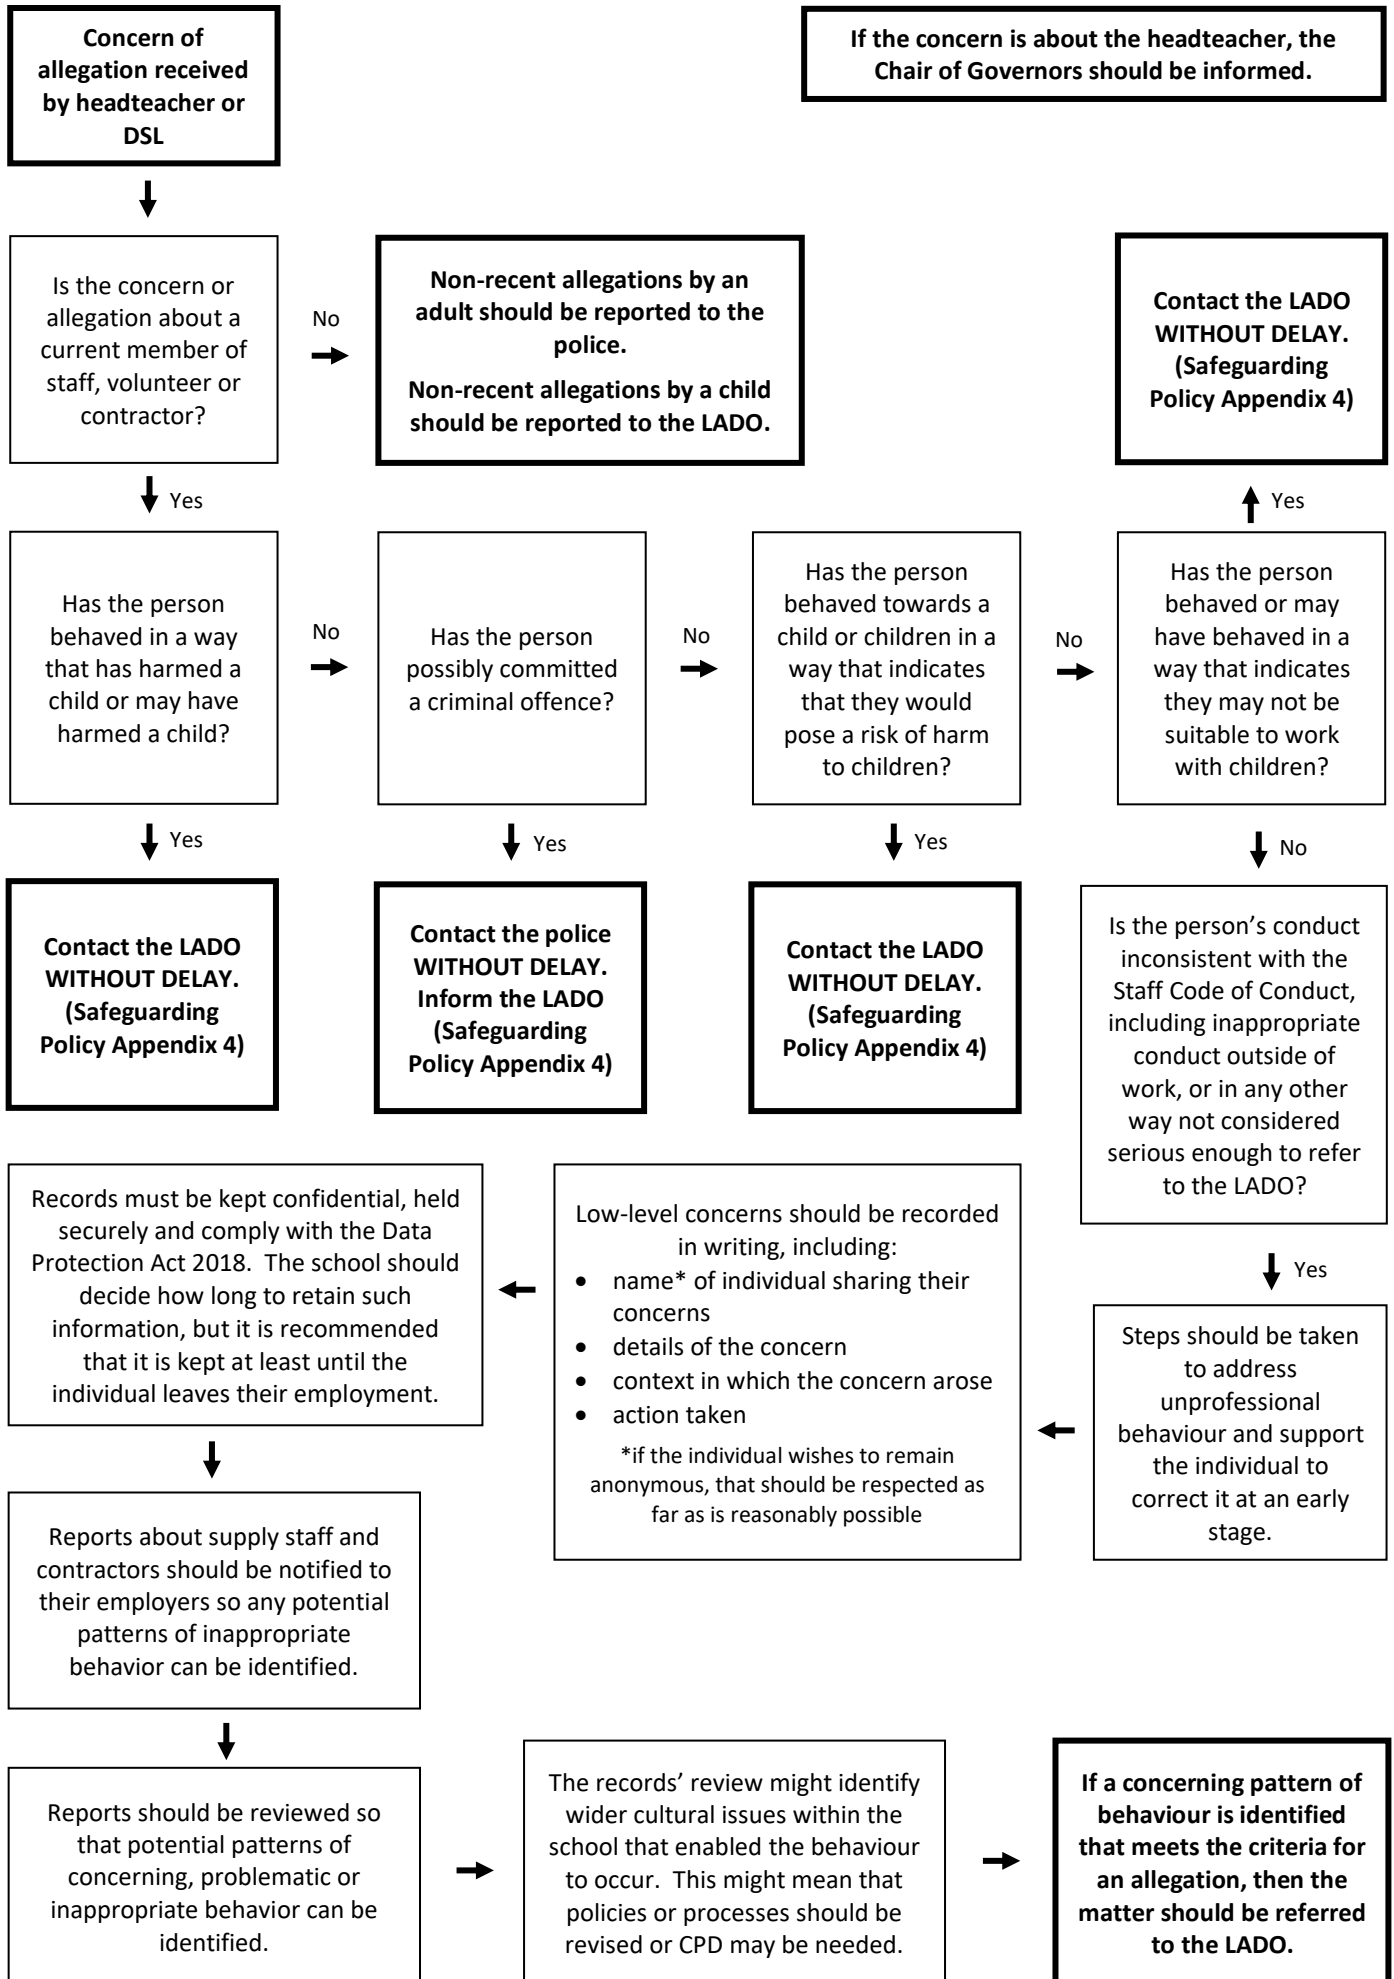 Concern of
allegation received
by headteacher or
DSL
If the concern is about the headteacher, the
Chair of Governors should be informed.
Is the concern or
allegation about a
current member of
staff, volunteer or
contractor?
No
Non-recent allegations by an
adult should be reported to the
police.
Non-recent allegations by a child
should be reported to the LADO.
Contact the LADO
WITHOUT DELAY.
(Safeguarding
Policy Appendix 4)
Yes
Yes
Has the person
behaved in a way
that has harmed a
child or may have
harmed a child?
No
Has the person
possibly committed
a criminal offence?
No
Has the person
behaved towards a
child or children in a
way that indicates
that they would
pose a risk of harm
to children?
No
Has the person
behaved or may
have behaved in a
way that indicates
they may not be
suitable to work
with children?
Yes
Yes
Yes
No
Contact the LADO
WITHOUT DELAY.
(Safeguarding
Policy Appendix 4)
Contact the police
WITHOUT DELAY.
Inform the LADO
(Safeguarding
Policy Appendix 4)
Contact the LADO
WITHOUT DELAY.
(Safeguarding
Policy Appendix 4)
Is the person’s conduct
inconsistent with the
Staff Code of Conduct,
including inappropriate
conduct outside of
work, or in any other
way not considered
serious enough to refer
to the LADO?
Yes
Steps should be taken
to address
unprofessional
behaviour and support
the individual to
correct it at an early
stage.
Low-level concerns should be recorded
in writing, including:
• name* of individual sharing their
concerns
• details of the concern
• context in which the concern arose
• action taken
*if the individual wishes to remain
anonymous, that should be respected as
far as is reasonably possible
Records must be kept confidential, held
securely and comply with the Data
Protection Act 2018. The school should
decide how long to retain such
information, but it is recommended
that it is kept at least until the
individual leaves their employment.
Reports about supply staff and
contractors should be notified to
their employers so any potential
patterns of inappropriate
behavior can be identified.
Reports should be reviewed so
that potential patterns of
concerning, problematic or
inappropriate behavior can be
identified.
The records’ review might identify
wider cultural issues within the
school that enabled the behaviour
to occur. This might mean that
policies or processes should be
revised or CPD may be needed.
If a concerning pattern of
behaviour is identified
that meets the criteria for
an allegation, then the
matter should be referred
to the LADO.